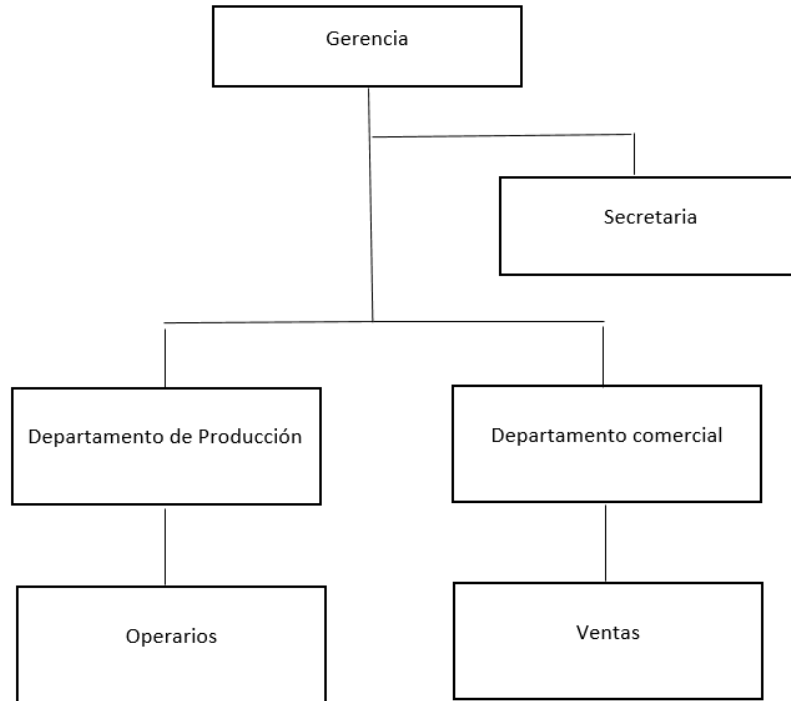 Gerencia
Secretaria
Departamento de Producción
Departamento comercial
Operarios
Ventas